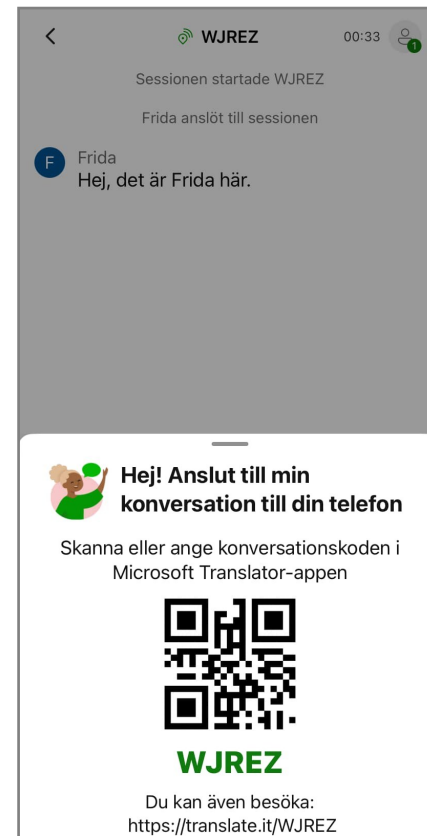 WJREZ 00:33
1
Sessionen startade WJREZ
Frida anslöt till sessionen
F Frida
Hej, det är Frida här.
Hej! Anslut till min
konversation till din telefon
Skanna eller ange konversationskoden i
Microsoft Translator-appen
WJREZ
Du kan även besöka:
https://translate.it/WJREZ